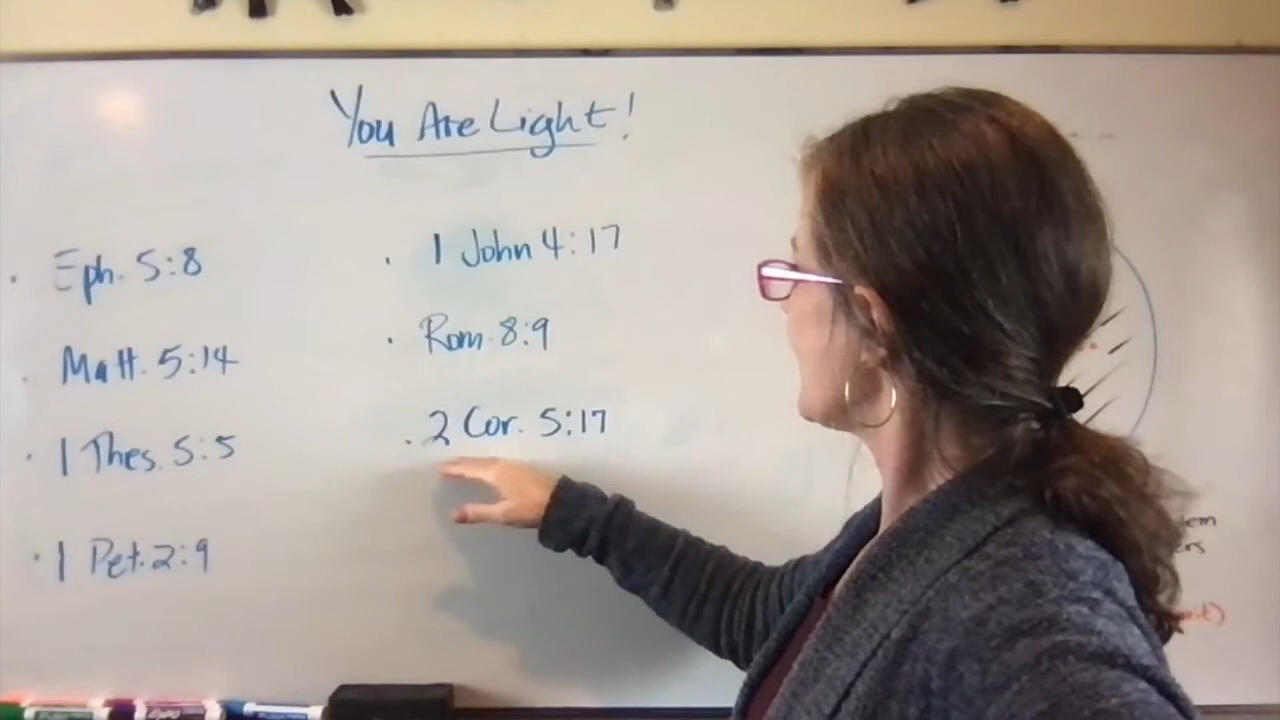 You Are Light!
· Eph. 5:8
· Matt. 5:14
· 1 Thes. 5:5
· 1 Pet. 2:9
· 1 John 4:17
· Rom. 8:9
· 2 Cor. 5:17